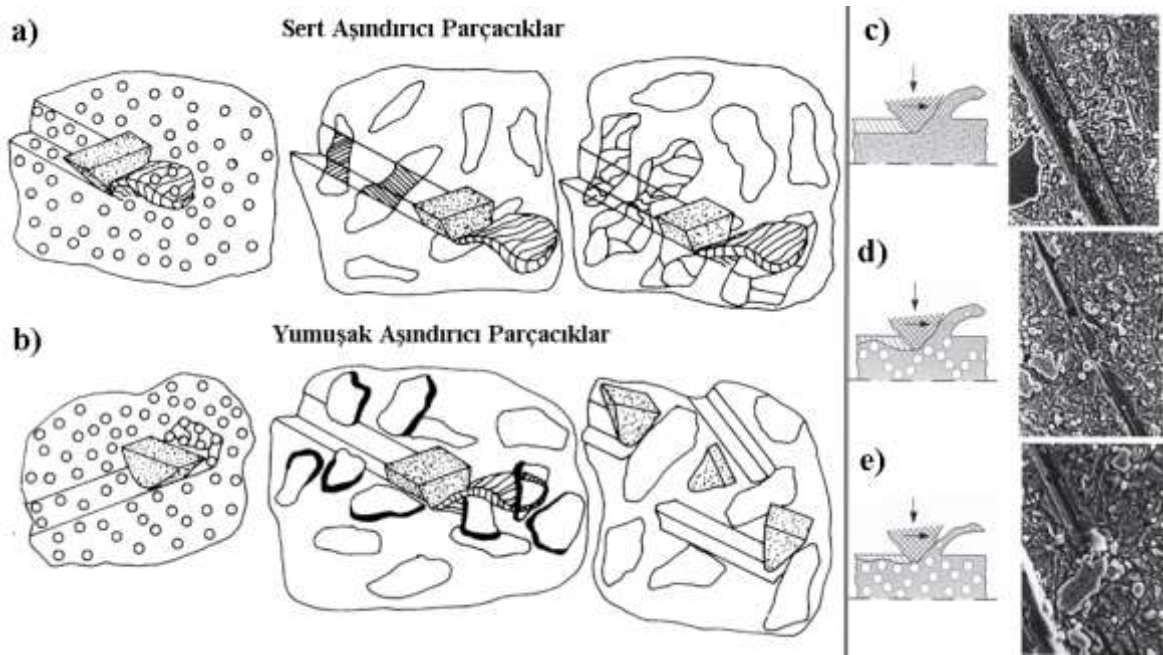 a)
Sert Aşındırıcı Parçacıklar
b)
Yumuşak Aşındırıcı Parçacıklar
c)
d)
e)